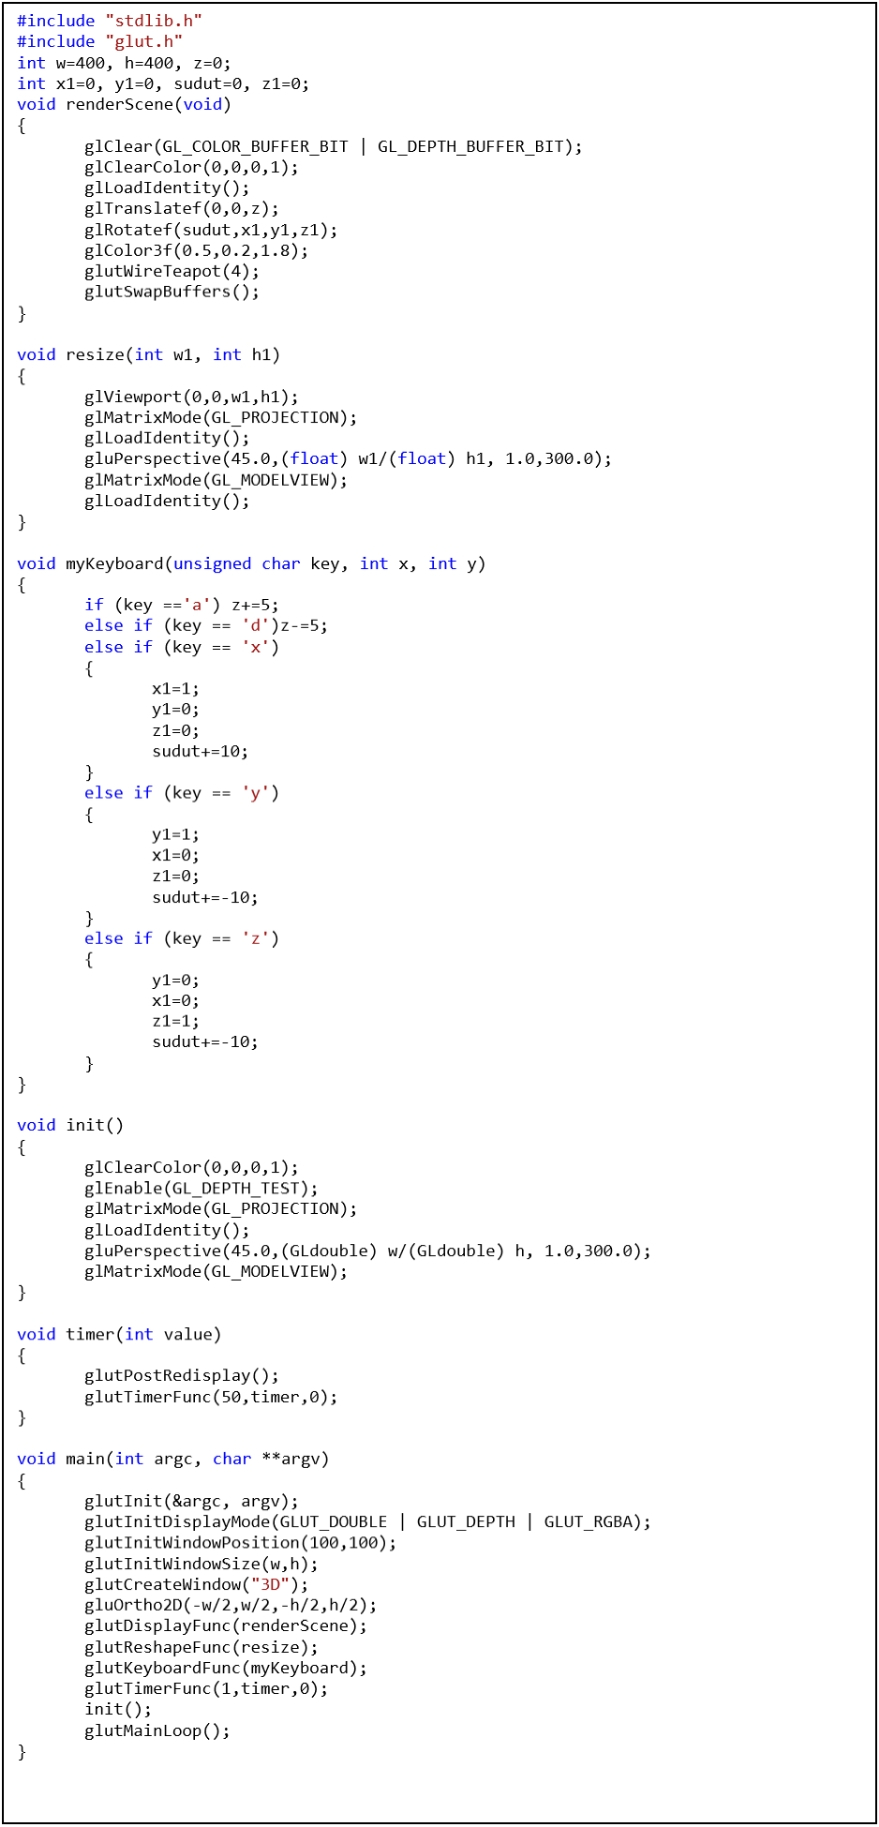 #include "stdlib.h"
#include "glut.h"
int w=400, h=400, z=0;
int x1=0, y1=0, sudut=0, z1=0;
void renderScene(void)
{
glClear(GL_COLOR_BUFFER_BIT | GL_DEPTH_BUFFER_BIT);
glClearColor(0,0,0,1);
glLoadIdentity();
glTranslatef(0,0,z);
glRotatef(sudut,x1,y1,z1);
glColor3f(0.5,0.2,1.8);
glutWireTeapot(4);
glutSwapBuffers();
}
void resize(int w1, int h1)
{
glViewport(0,0,w1,h1);
glMatrixMode(GL_PROJECTION);
glLoadIdentity();
gluPerspective(45.0,(float) w1/(float) h1, 1.0,300.0);
glMatrixMode(GL_MODELVIEW);
glLoadIdentity();
}
void myKeyboard(unsigned char key, int x, int y)
{
if (key =='a') z+=5;
else if (key == 'd')z-=5;
else if (key == 'x')
{
x1=1;
y1=0;
z1=0;
sudut+=10;
}
else if (key == 'y')
{
y1=1;
x1=0;
z1=0;
sudut+=-10;
}
else if (key == 'z')
{
y1=0;
x1=0;
z1=1;
sudut+=-10;
}
}
void init()
{
glClearColor(0,0,0,1);
glEnable(GL_DEPTH_TEST);
glMatrixMode(GL_PROJECTION);
glLoadIdentity();
gluPerspective(45.0,(GLdouble) w/(GLdouble) h, 1.0,300.0);
glMatrixMode(GL_MODELVIEW);
}
void timer(int value)
{
glutPostRedisplay();
glutTimerFunc(50,timer,0);
}
void main(int argc, char **argv)
{
glutInit(&argc, argv);
glutInitDisplayMode(GLUT_DOUBLE | GLUT_DEPTH | GLUT_RGBA);
glutInitWindowPosition(100,100);
glutInitWindowSize(w,h);
glutCreateWindow("3D");
gluOrtho2D(-w/2,w/2,-h/2,h/2);
glutDisplayFunc(renderScene);
glutReshapeFunc(resize);
glutKeyboardFunc(myKeyboard);
glutTimerFunc(1,timer,0);
init();
glutMainLoop();
}